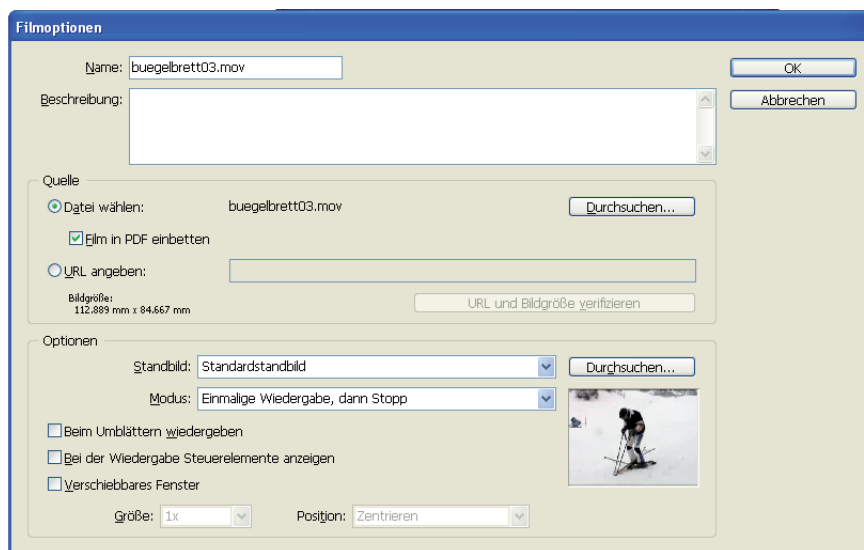 Filmoptionen
Name: buegelbrett03.mov
OK
Beschreibung:
Abbrechen
Quelle
Datei wählen: buegelbrett03.mov Durchsuchen...
Film in PDF einbetten
URL angeben:
Bildgröße:
112.889 mm x 84.667 mm
URL und Bildgröße verifizieren
Optionen
Standbild: Standardstandbild Durchsuchen...
Modus: Einmalige Wiedergabe, dann Stopp
Beim Umblättern wiedergeben
Bei der Wiedergabe Steuerelemente anzeigen
Verschiebbares Fenster
Größe: 1x Position: Zentrieren